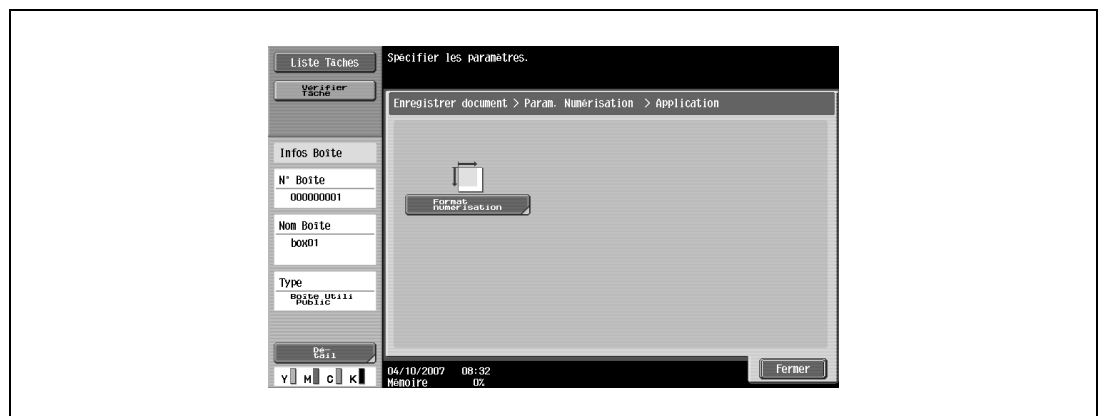 Liste Tâches
Vérifier
Tâche
Spécifier les paramètres.
Enregistrer document > Param. Numérisation > Application
Infos Boîte
N° Boîte
000000001
Nom Boîte
box01
Type
Boîte Utili
Public
Format
numérisation
Dé-
tail
Y M C K
04/10/2007 08:32
Mémoire 0%
Fermer